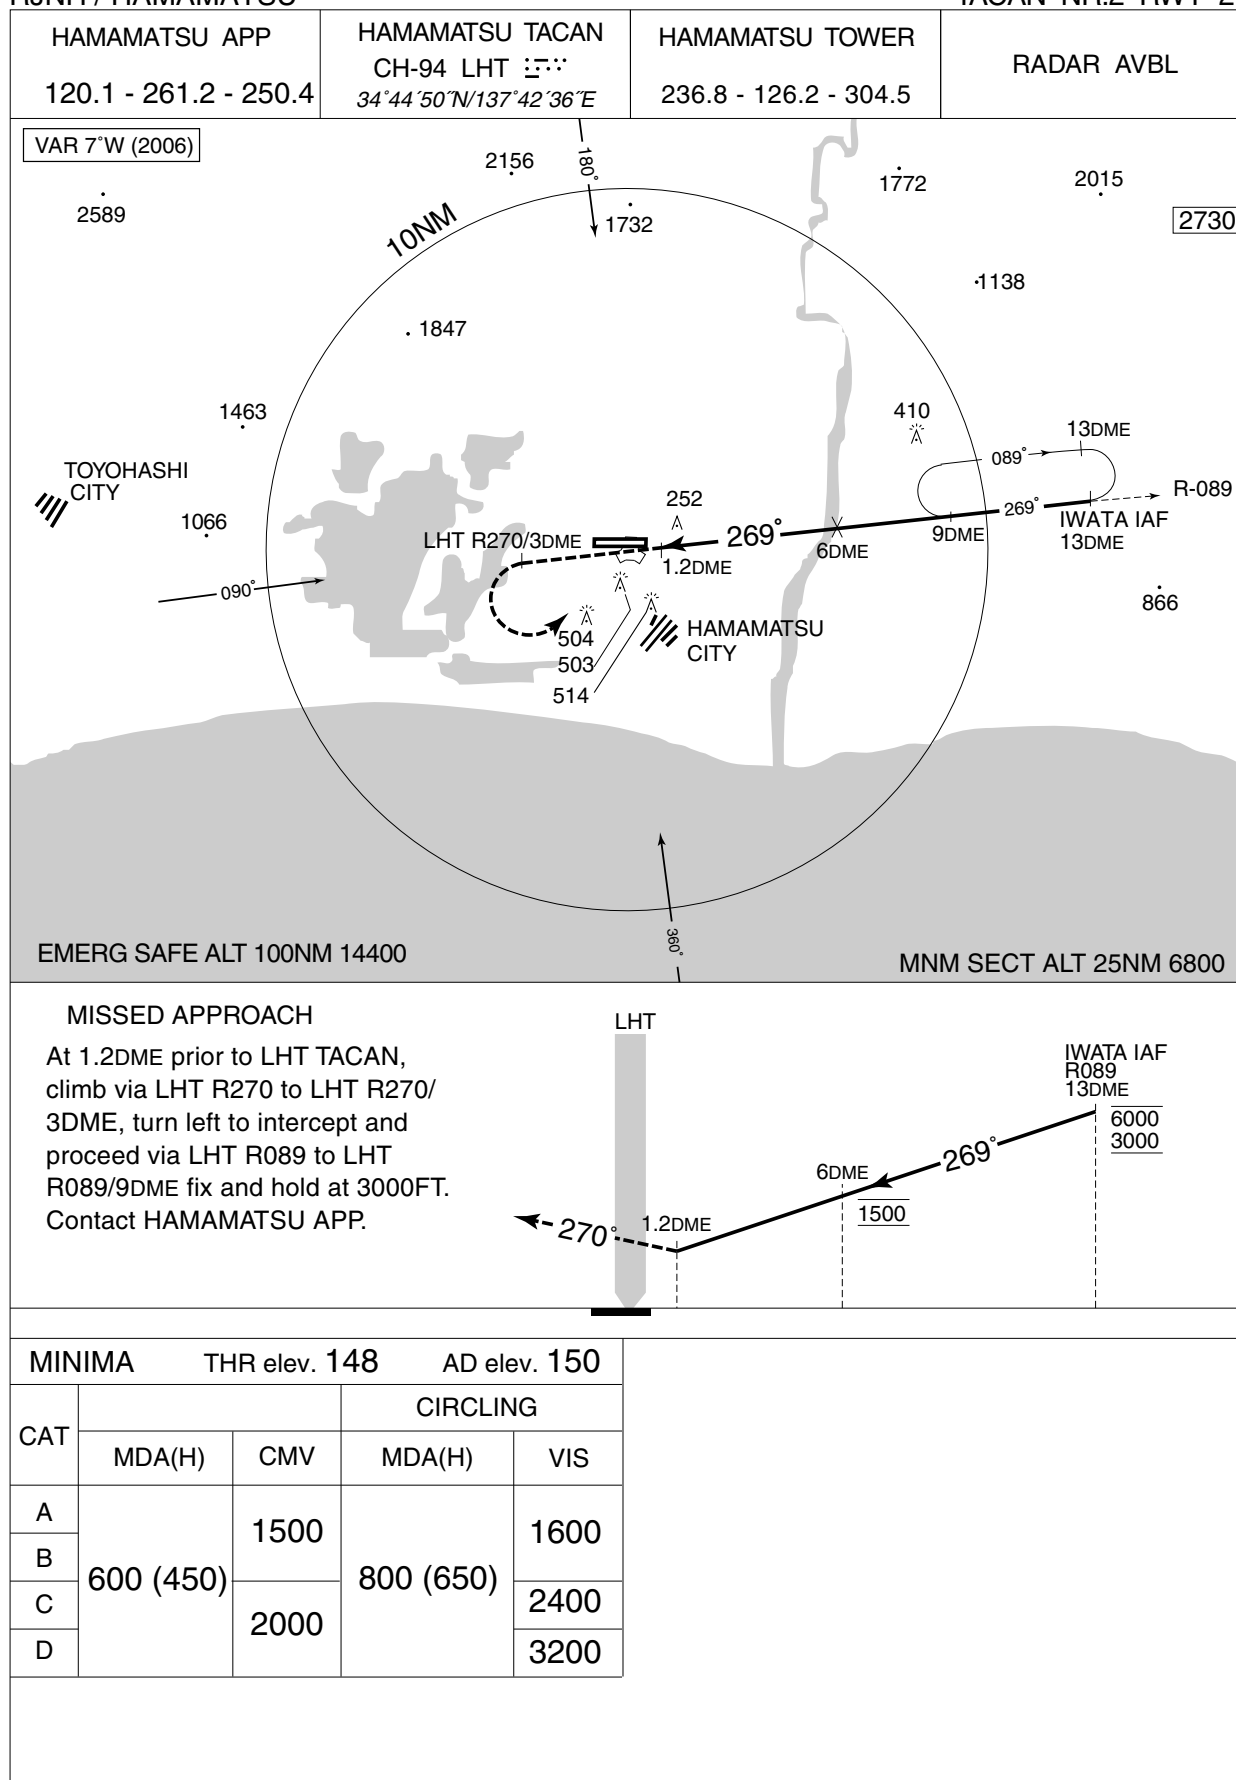 HAMAMATSU APP
120.1 - 261.2 - 250.4
HAMAMATSU TACAN
CH-94 LHT
34°44´50˝N/137°42´36˝E
HAMAMATSU TOWER
236.8 - 126.2 - 304.5
RADAR AVBL
VAR 7°W (2006)
2156
180°
1772
2015
2589
10NM
1732
2730
1138
1847
1463
410
13DME
089°
TOYOHASHI
CITY
R-089
252
269°
IWATA IAF
13DME
1066
LHT R270/3DME
269°
6DME
9DME
1.2DME
090°
866
504
HAMAMATSU
CITY
503
514
360°
EMERG SAFE ALT 100NM 14400
MNM SECT ALT 25NM 6800
MISSED APPROACH
At 1.2DME prior to LHT TACAN,
climb via LHT R270 to LHT R270/
3DME, turn left to intercept and
proceed via LHT R089 to LHT
R089/9DME fix and hold at 3000FT.
Contact HAMAMATSU APP.
LHT
IWATA IAF
R089
13DME
6000
3000
269°
6DME
1500
1.2DME
270°
MINIMA THR elev. 148 AD elev. 150
CAT
CIRCLING
MDA(H) CMV MDA(H) VIS
A
B
C
D
600 (450)
1500
2000
800 (650)
1600
2400
3200